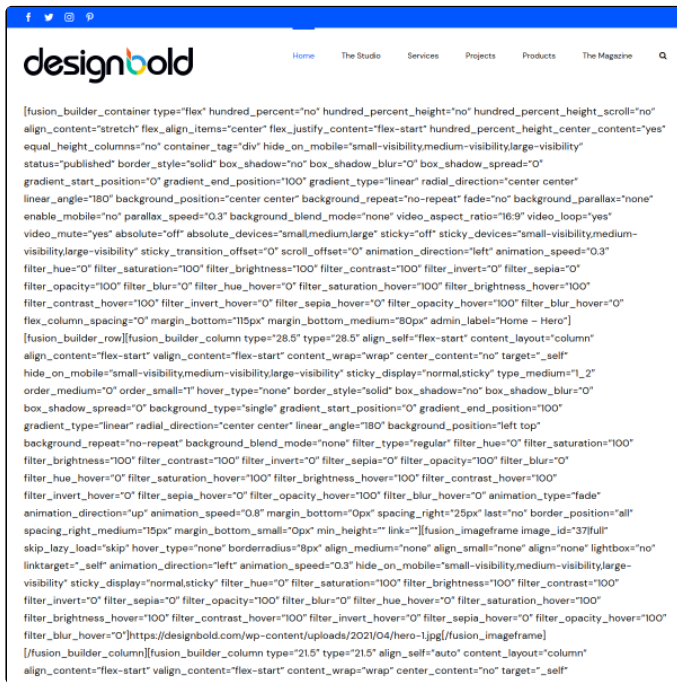 designbold
Home The Studio Services Projects Products The Magazine
[fusion_builder_container type="flex" hundred_percent="no" hundred_percent_height="no" hundred_percent_height_scroll="no"
align_content="stretch" flex_align_items="center" flex_justify_content="flex-start" hundred_percent_height_center_content="yes"
equal_height_columns="no" container_tag="div" hide_on_mobile="small-visibility,medium-visibility,large-visibility"
status="published" border_style="solid" box_shadow="no" box_shadow_blur="0" box_shadow_spread="0"
gradient_start_position="0" gradient_end_position="100" gradient_type="linear" radial_direction="center center"
linear_angle="180" background_position="center center" background_repeat="no-repeat" fade="no" background_parallax="none"
enable_mobile="no" parallax_speed="0.3" background_blend_mode="none" video_aspect_ratio="16:9" video_loop="yes"
video_mute="yes" absolute="off" absolute_devices="small,medium,large" sticky="off" sticky_devices="small-visibility,medium-
visibility,large-visibility" sticky_transition_offset="0" scroll_offset="0" animation_direction="left" animation_speed="0.3"
filter_hue="0" filter_saturation="100" filter_brightness="100" filter_contrast="100" filter_invert="0" filter_sepia="0"
filter_opacity="100" filter_blur="0" filter_hue_hover="0" filter_saturation_hover="100" filter_brightness_hover="100"
filter_contrast_hover="100" filter_invert_hover="0" filter_sepia_hover="0" filter_opacity_hover="100" filter_blur_hover="0"
flex_column_spacing="0" margin_bottom="115px" margin_bottom_medium="80px" admin_label="Home – Hero"]
[fusion_builder_row][fusion_builder_column type="28.5" type="28.5" align_self="flex-start" content_layout="column"
align_content="flex-start" valign_content="flex-start" content_wrap="wrap" center_content="no" target="_self"
hide_on_mobile="small-visibility,medium-visibility,large-visibility" sticky_display="normal,sticky" type_medium="1_2"
order_medium="0" order_small="1" hover_type="none" border_style="solid" box_shadow="no" box_shadow_blur="0"
box_shadow_spread="0" background_type="single" gradient_start_position="0" gradient_end_position="100"
gradient_type="linear" radial_direction="center center" linear_angle="180" background_position="left top"
background_repeat="no-repeat" background_blend_mode="none" filter_type="regular" filter_hue="0" filter_saturation="100"
filter_brightness="100" filter_contrast="100" filter_invert="0" filter_sepia="0" filter_opacity="100" filter_blur="0"
filter_hue_hover="0" filter_saturation_hover="100" filter_brightness_hover="100" filter_contrast_hover="100"
filter_invert_hover="0" filter_sepia_hover="0" filter_opacity_hover="100" filter_blur_hover="0" animation_type="fade"
animation_direction="up" animation_speed="0.8" margin_bottom="0px" spacing_right="25px" last="no" border_position="all"
spacing_right_medium="15px" margin_bottom_small="0px" min_height="" link=""][fusion_imageframe image_id="37|full"
skip_lazy_load="skip" hover_type="none" borderradius="8px" align_medium="none" align_small="none" align="none" lightbox="no"
linktarget="_self" animation_direction="left" animation_speed="0.3" hide_on_mobile="small-visibility,medium-visibility,large-
visibility" sticky_display="normal,sticky" filter_hue="0" filter_saturation="100" filter_brightness="100" filter_contrast="100"
filter_invert="0" filter_sepia="0" filter_opacity="100" filter_blur="0" filter_hue_hover="0" filter_saturation_hover="100"
filter_brightness_hover="100" filter_contrast_hover="100" filter_invert_hover="0" filter_sepia_hover="0" filter_opacity_hover="100"
filter_blur_hover="0"]https://designbold.com/wp-content/uploads/2021/04/hero-1.jpg[/fusion_imageframe]
[/fusion_builder_column][fusion_builder_column type="21.5" type="21.5" align_self="auto" content_layout="column"
align_content="flex-start" valign_content="flex-start" content_wrap="wrap" center_content="no" target="_self"